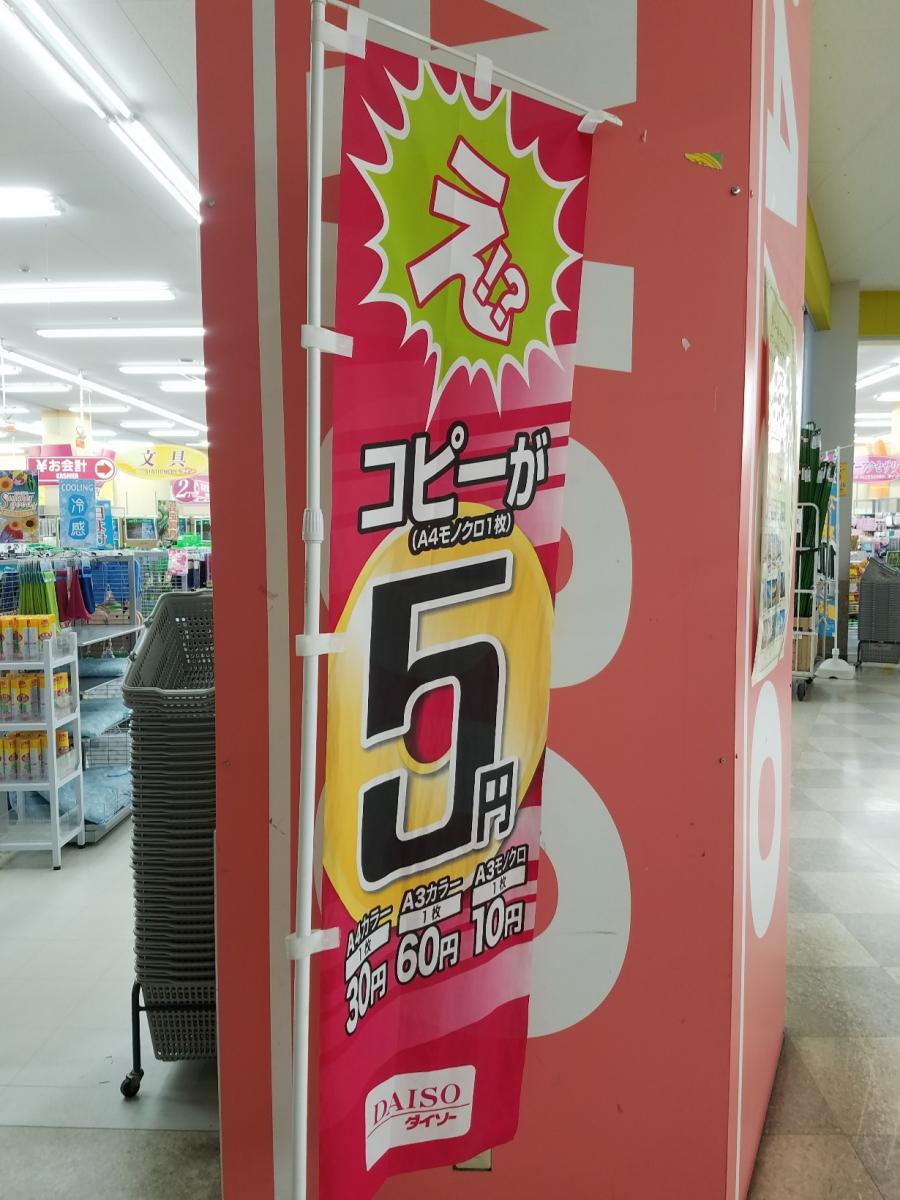 え!?
コピーが
(A4モノクロ1枚)
5円
A4カラー
1枚
30円
A3カラー
1枚
60円
A3モノクロ
1枚
10円
DAISO
ダイソー
¥お会計
CASHIER
文具
STATIONERY
COOLING
冷感
Summer